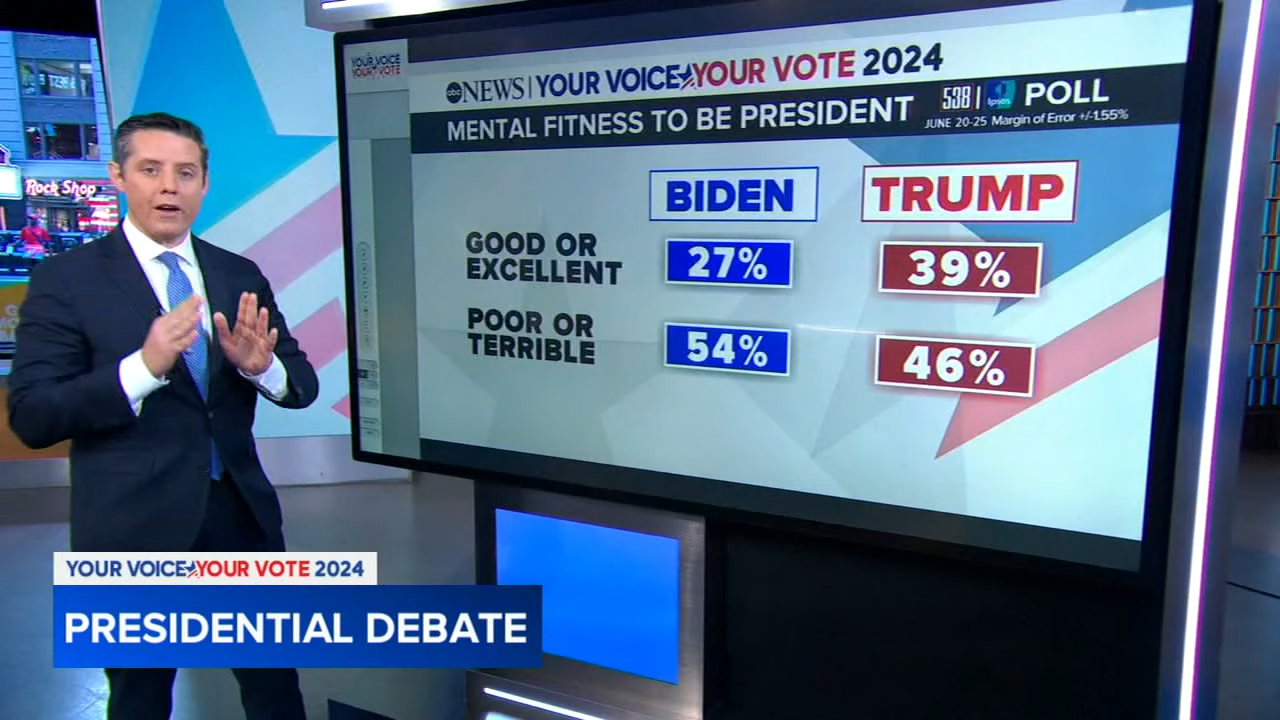 YOUR VOICE
YOUR VOTE
abc NEWS | YOUR VOICE YOUR VOTE 2024
MENTAL FITNESS TO BE PRESIDENT
538 | Ipsos POLL
JUNE 20-25 Margin of Error +/-1.55%
BIDEN TRUMP
GOOD OR
EXCELLENT 27% 39%
POOR OR
TERRIBLE 54% 46%
Rock Shop
YOUR VOICE YOUR VOTE 2024
PRESIDENTIAL DEBATE